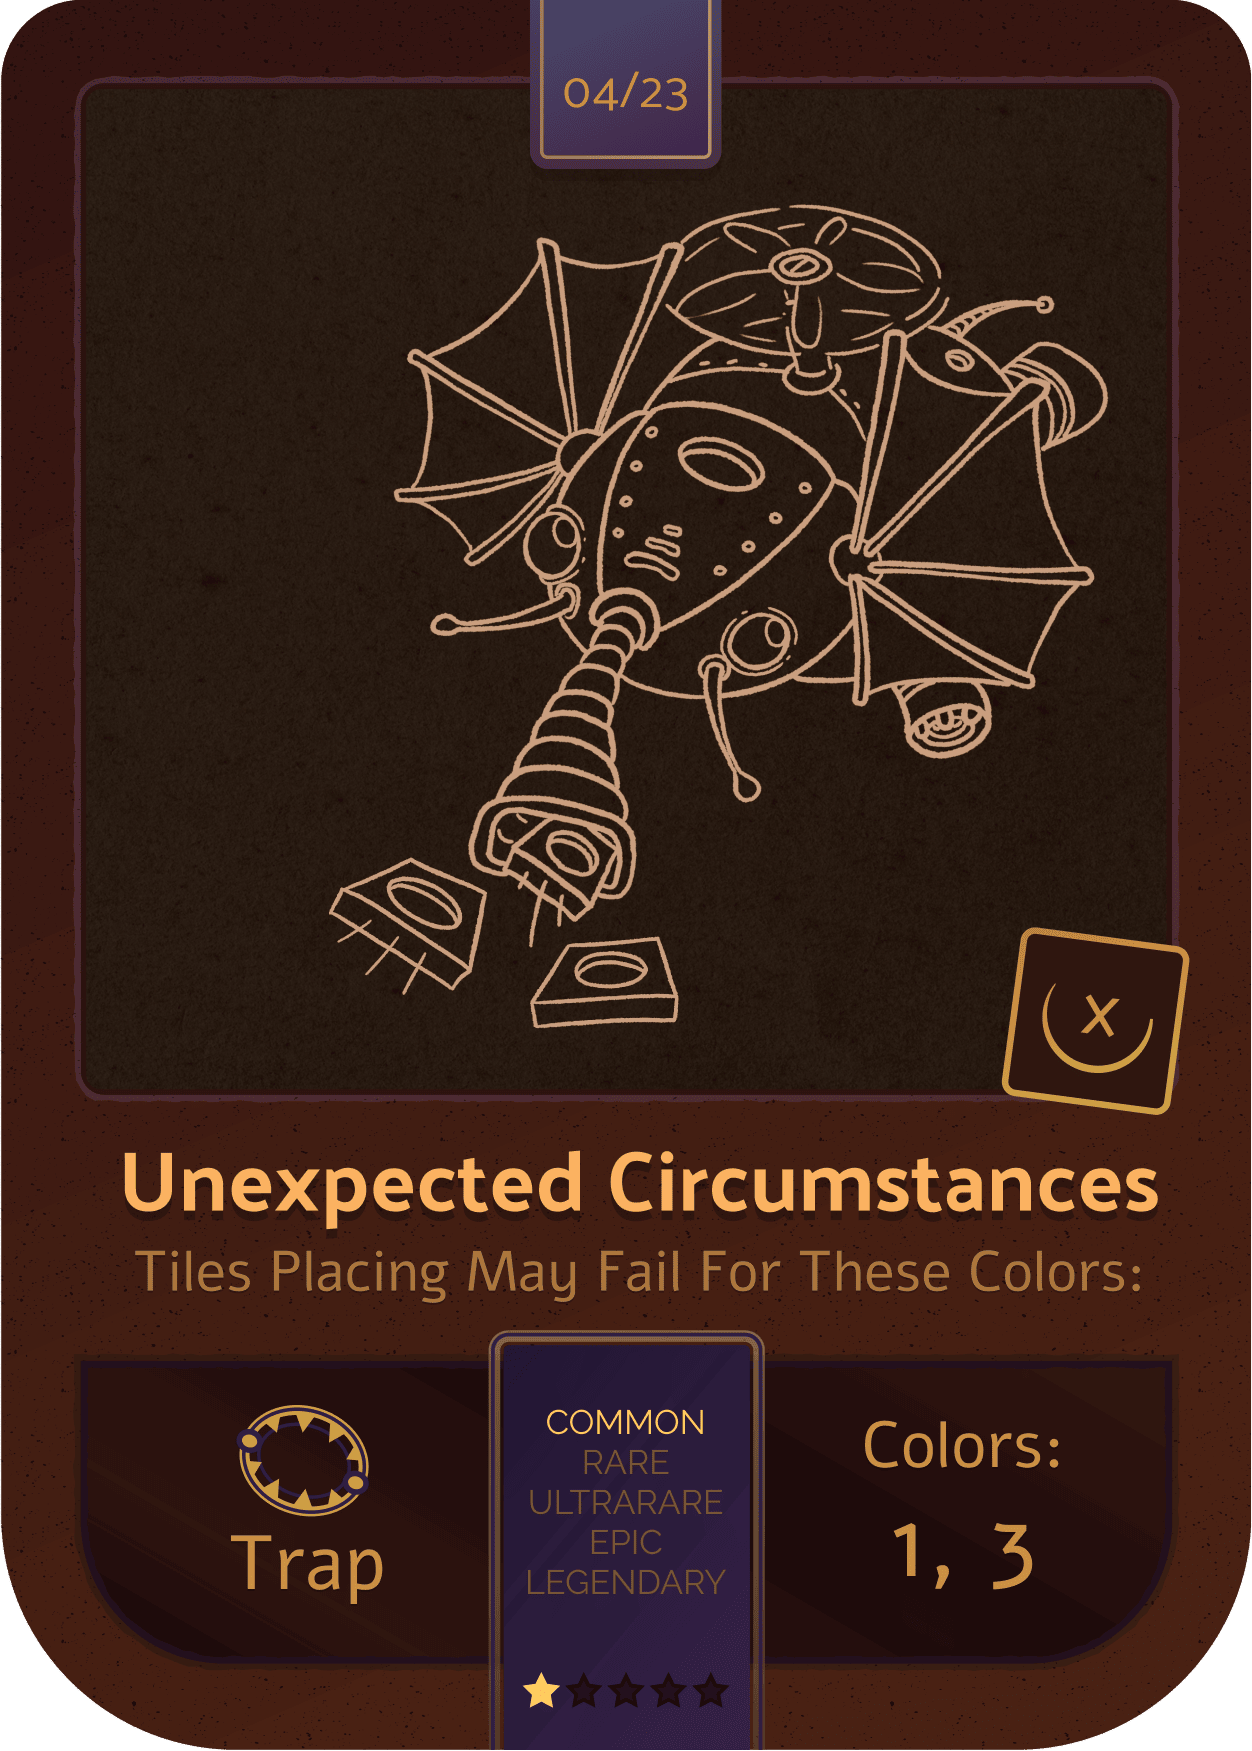 04/23
X
Unexpected Circumstances
Tiles Placing May Fail For These Colors:
Trap
COMMON
RARE
ULTRARARE
EPIC
LEGENDARY
Colors:
1, 3